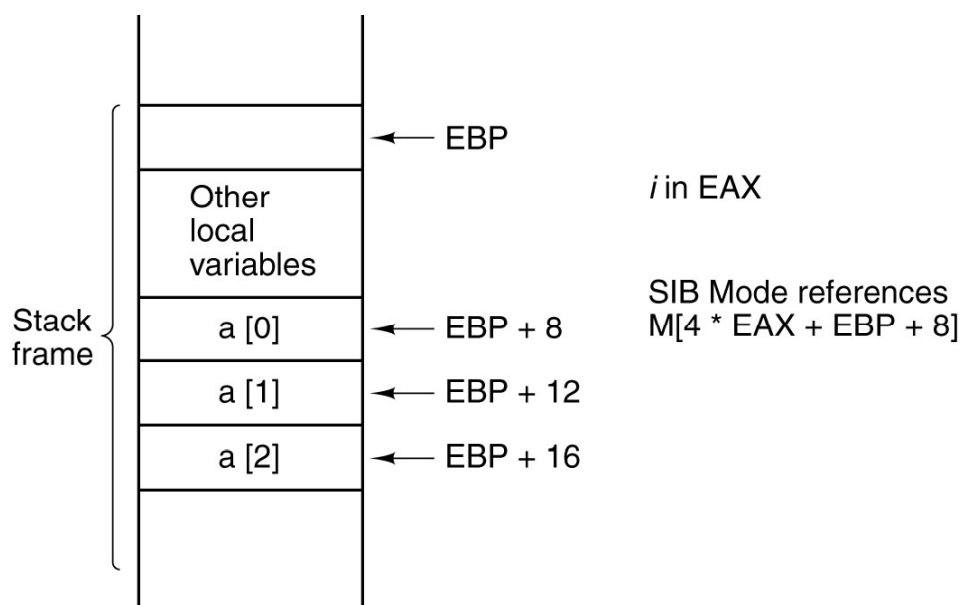 EBP
i in EAX
Other
local
variables
SIB Mode references
M[4 * EAX + EBP + 8]
Stack
frame
a [0]
EBP + 8
a [1]
EBP + 12
a [2]
EBP + 16